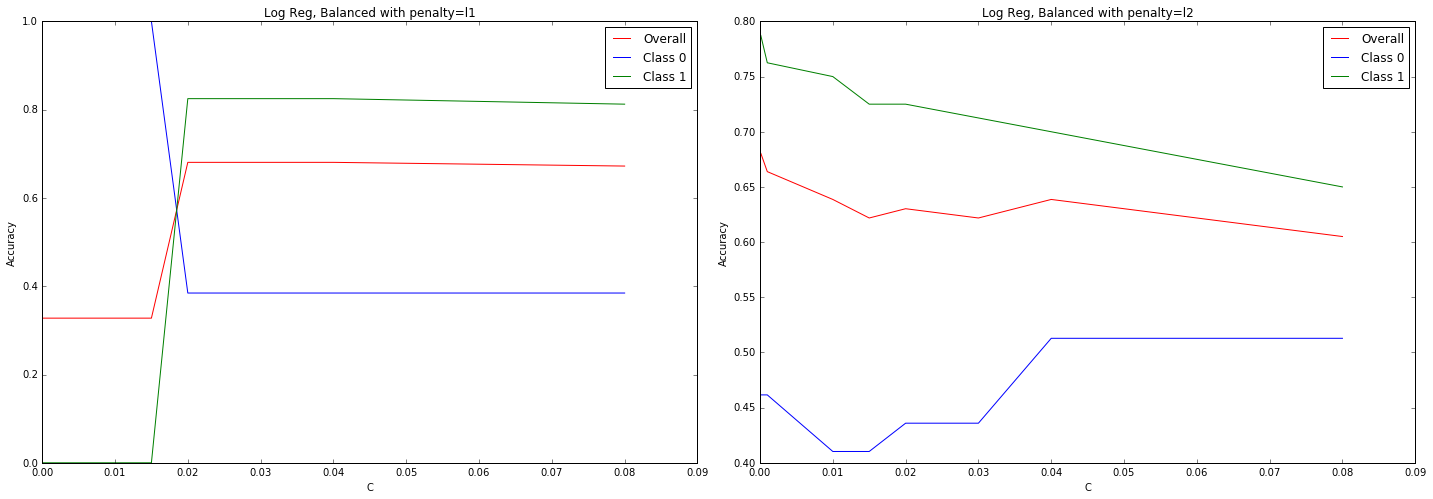 Log Reg, Balanced with penalty=l1
Accuracy
1.0
0.8
0.6
0.4
0.2
0.0
0.00 0.01 0.02 0.03 0.04 0.05 0.06 0.07 0.08 0.09
C
Overall
Class 0
Class 1
Log Reg, Balanced with penalty=l2
Accuracy
0.80
0.75
0.70
0.65
0.60
0.55
0.50
0.45
0.40
0.00 0.01 0.02 0.03 0.04 0.05 0.06 0.07 0.08 0.09
C
Overall
Class 0
Class 1